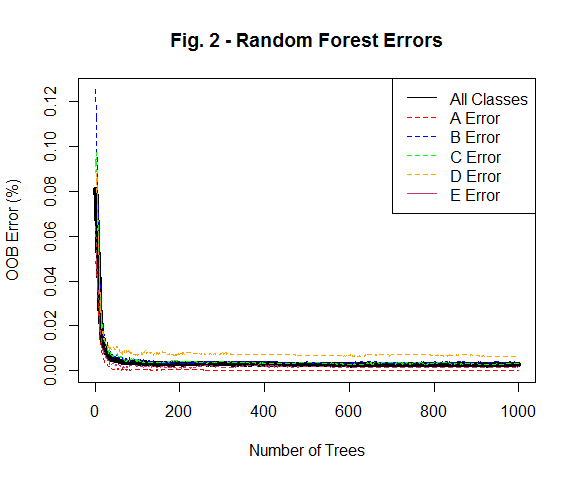 Fig. 2 - Random Forest Errors
All Classes
A Error
B Error
C Error
D Error
E Error
OOB Error (%)
0.12
0.10
0.08
0.06
0.04
0.02
0.00
0 200 400 600 800 1000
Number of Trees